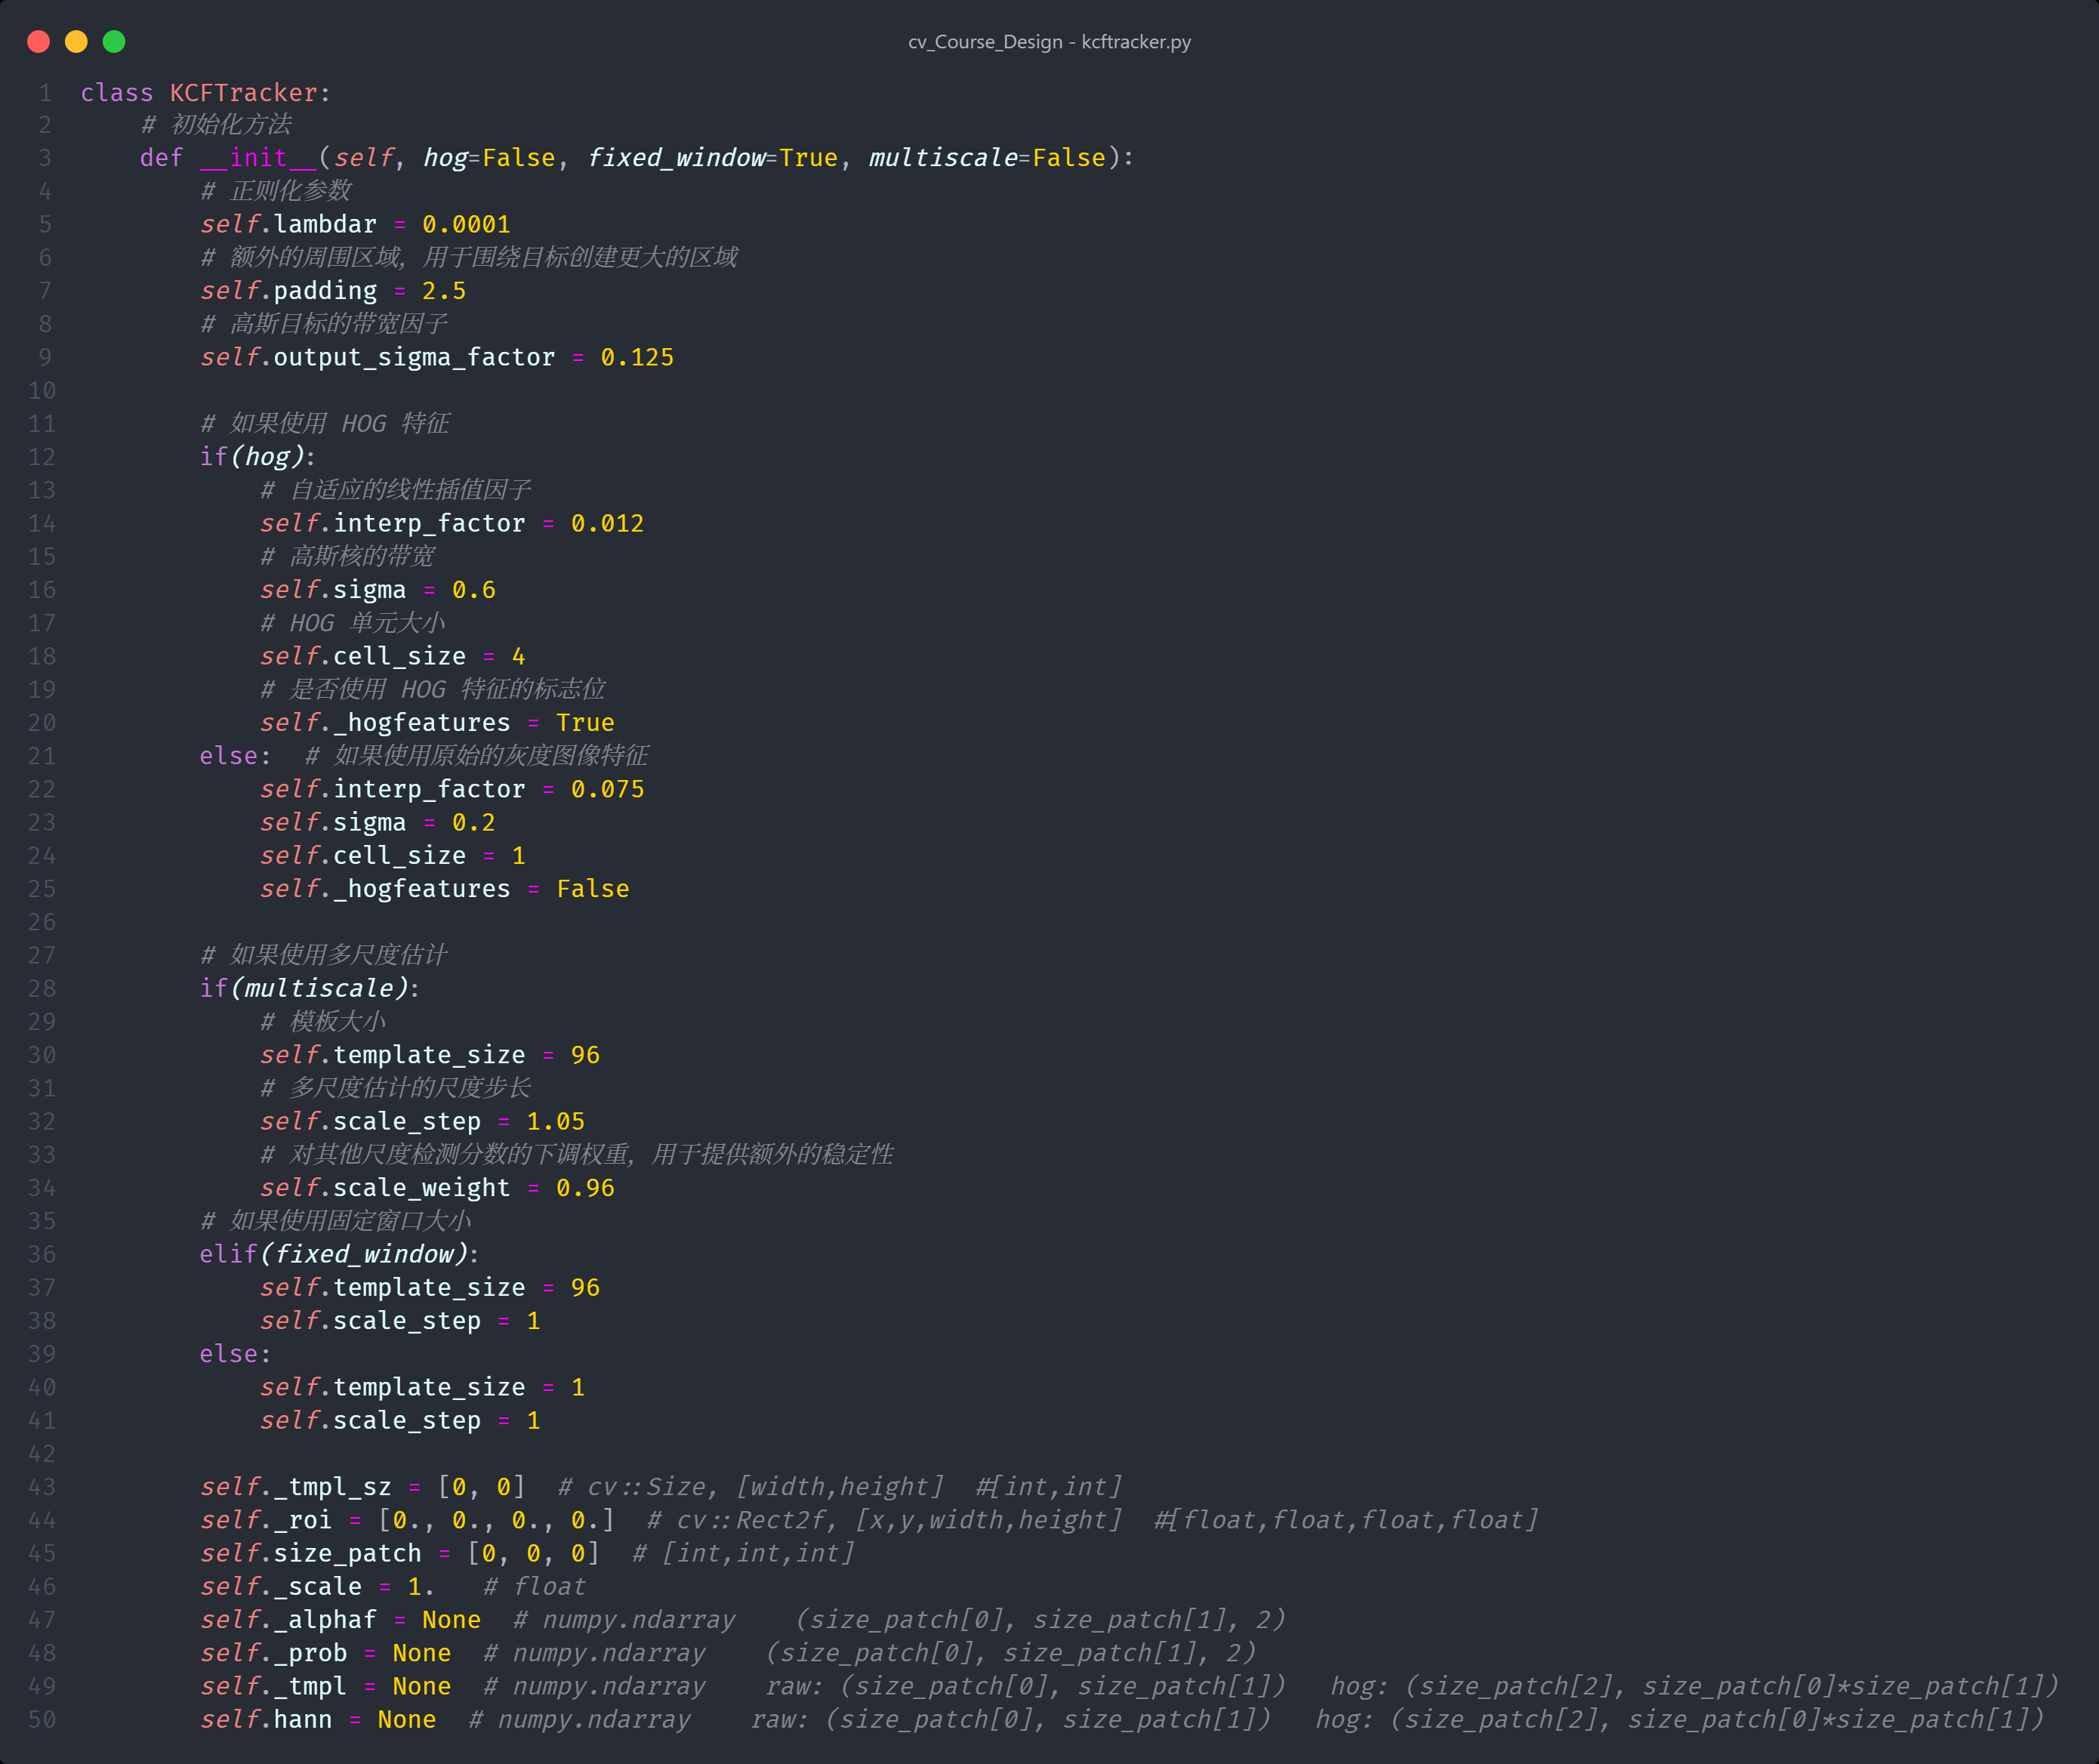 cv_Course_Design - kcftracker.py
1 class KCFTracker:
2     # 初始化方法
3     def __init__(self, hog=False, fixed_window=True, multiscale=False):
4         # 正则化参数
5         self.lambdar = 0.0001
6         # 额外的周围区域，用于围绕目标创建更大的区域
7         self.padding = 2.5
8         # 高斯目标的带宽因子
9         self.output_sigma_factor = 0.125
10
11         # 如果使用 HOG 特征
12         if(hog):
13             # 自适应的线性插值因子
14             self.interp_factor = 0.012
15             # 高斯核的带宽
16             self.sigma = 0.6
17             # HOG 单元大小
18             self.cell_size = 4
19             # 是否使用 HOG 特征的标志位
20             self._hogfeatures = True
21         else:  # 如果使用原始的灰度图像特征
22             self.interp_factor = 0.075
23             self.sigma = 0.2
24             self.cell_size = 1
25             self._hogfeatures = False
26
27         # 如果使用多尺度估计
28         if(multiscale):
29             # 模板大小
30             self.template_size = 96
31             # 多尺度估计的尺度步长
32             self.scale_step = 1.05
33             # 对其他尺度检测分数的下调权重，用于提供额外的稳定性
34             self.scale_weight = 0.96
35         # 如果使用固定窗口大小
36         elif(fixed_window):
37             self.template_size = 96
38             self.scale_step = 1
39         else:
40             self.template_size = 1
41             self.scale_step = 1
42
43         self._tmpl_sz = [0, 0]  # cv::Size, [width,height]  #[int,int]
44         self._roi = [0., 0., 0., 0.]  # cv::Rect2f, [x,y,width,height]  #[float,float,float,float]
45         self.size_patch = [0, 0, 0]  # [int,int,int]
46         self._scale = 1.   # float
47         self._alphaf = None  # numpy.ndarray    (size_patch[0], size_patch[1], 2)
48         self._prob = None  # numpy.ndarray    (size_patch[0], size_patch[1], 2)
49         self._tmpl = None  # numpy.ndarray    raw: (size_patch[0], size_patch[1])   hog: (size_patch[2], size_patch[0]*size_patch[1])
50         self.hann = None  # numpy.ndarray    raw: (size_patch[0], size_patch[1])   hog: (size_patch[2], size_patch[0]*size_patch[1])